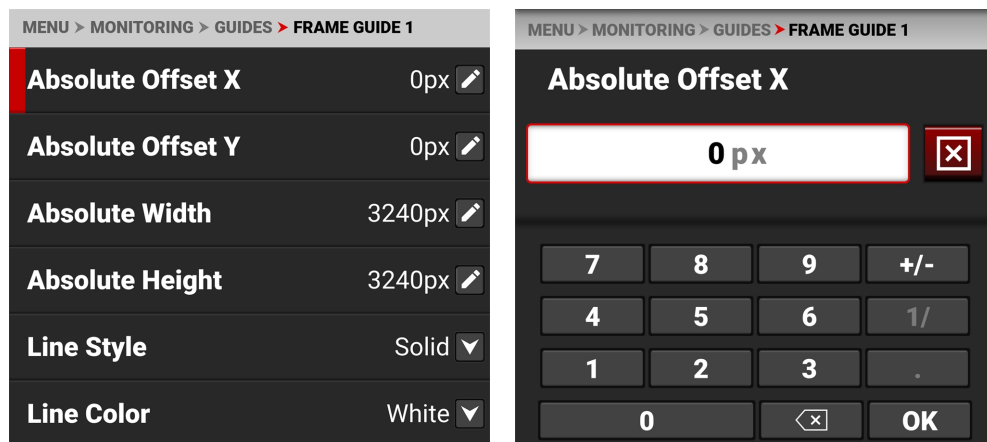 MENU > MONITORING > GUIDES > FRAME GUIDE 1
Absolute Offset X 0px
Absolute Offset Y 0px
Absolute Width 3240px
Absolute Height 3240px
Line Style Solid
Line Color White
MENU > MONITORING > GUIDES > FRAME GUIDE 1
Absolute Offset X
0 px
7 8 9 +/-
4 5 6 1/
1 2 3 .
0 OK